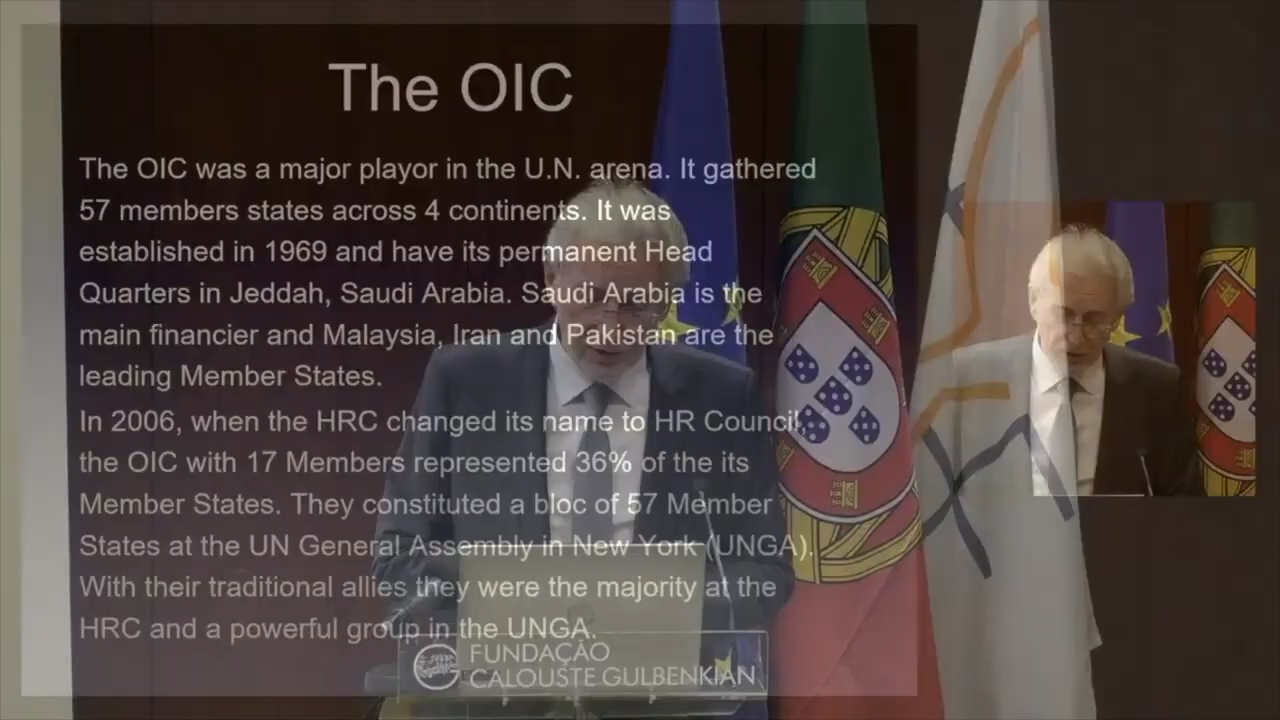 The OIC
The OIC was a major playor in the U.N. arena. It gathered
57 members states across 4 continents. It was
established in 1969 and have its permanent Head
Quarters in Jeddah, Saudi Arabia. Saudi Arabia is the
main financier and Malaysia, Iran and Pakistan are the
leading Member States.
In 2006, when the HRC changed its name to HR Council,
the OIC with 17 Members represented 36% of the its
Member States. They constituted a bloc of 57 Member
States at the UN General Assembly in New York (UNGA).
With their traditional allies they were the majority at the
HRC and a powerful group in the UNGA.
FUNDAÇÃO
CALOUSTE GULBENKIAN